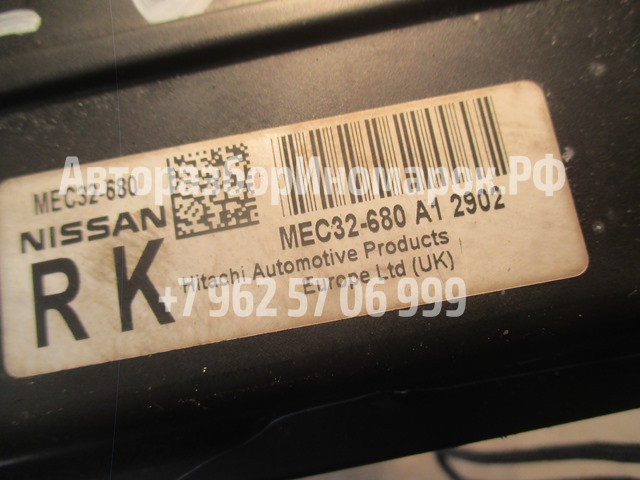 MEC32-680
NISSAN
RK
MEC32-680 A1 2902
Hitachi Automotive Products
Europe Ltd (UK)
АвторазборИномарок.РФ
+7 962 57 06 999